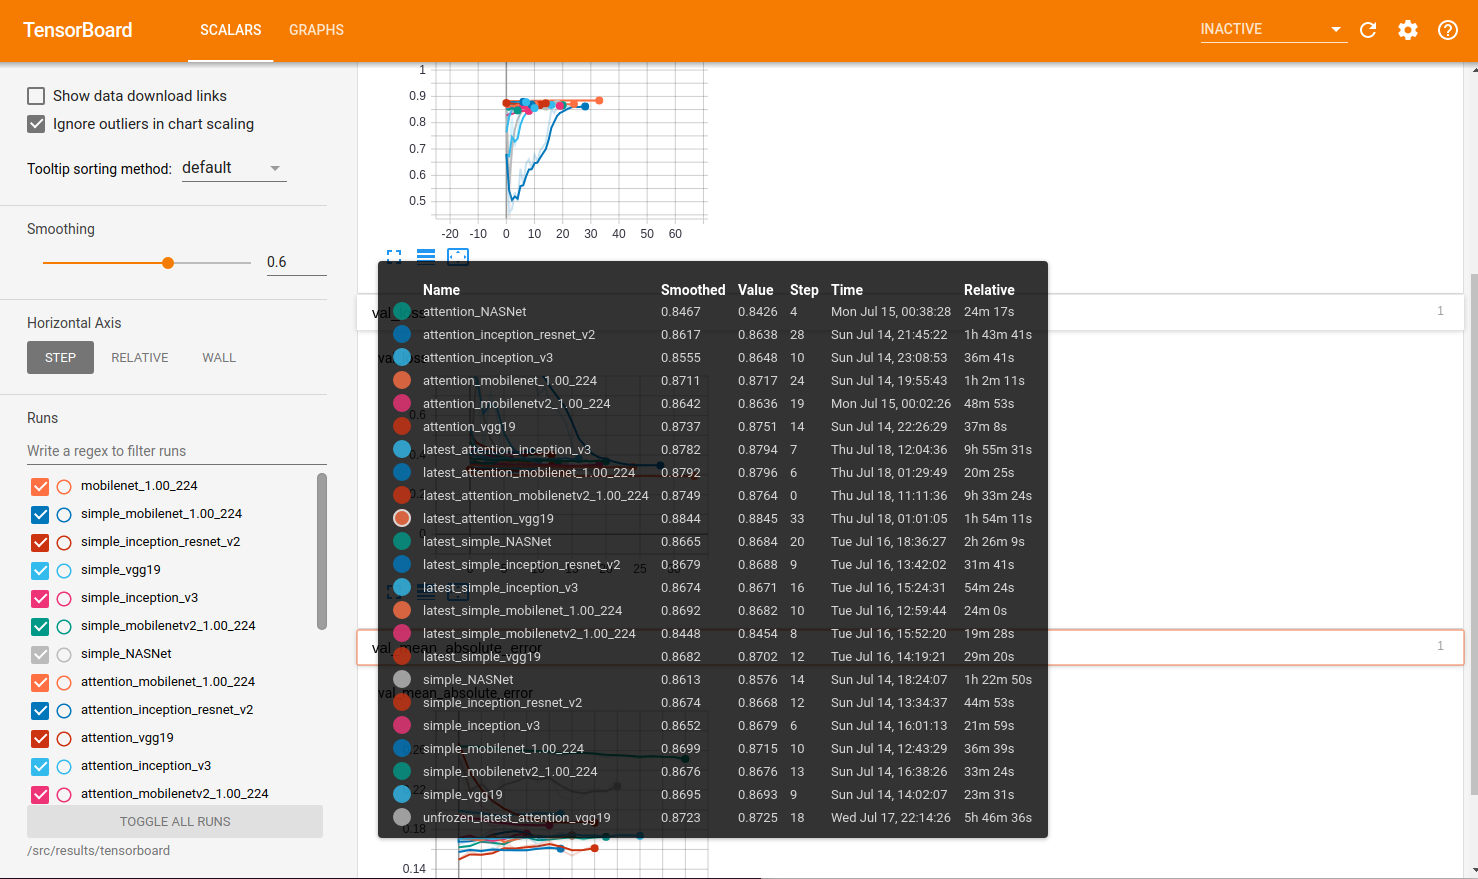 TensorBoard SCALARS GRAPHS INACTIVE
Show data download links
Ignore outliers in chart scaling
Tooltip sorting method: default
Smoothing
0.6
Horizontal Axis
STEP RELATIVE WALL
Runs
Write a regex to filter runs
mobilenet_1.00_224
simple_mobilenet_1.00_224
simple_inception_resnet_v2
simple_vgg19
simple_inception_v3
simple_mobilenetv2_1.00_224
simple_NASNet
attention_mobilenet_1.00_224
attention_inception_resnet_v2
attention_vgg19
attention_inception_v3
attention_mobilenetv2_1.00_224
TOGGLE ALL RUNS
/src/results/tensorboard
1
0.9
0.8
0.7
0.6
0.5
-20 -10 0 10 20 30 40 50 60
1
1
val_mean_absolute_error
val_mean_absolute_error
0.18
0.14
Name Smoothed Value Step Time Relative
attention_NASNet 0.8467 0.8426 4 Mon Jul 15, 00:38:28 24m 17s
attention_inception_resnet_v2 0.8617 0.8638 28 Sun Jul 14, 21:45:22 1h 43m 41s
attention_inception_v3 0.8555 0.8648 10 Sun Jul 14, 23:08:53 36m 41s
attention_mobilenet_1.00_224 0.8711 0.8717 24 Sun Jul 14, 19:55:43 1h 2m 11s
attention_mobilenetv2_1.00_224 0.8642 0.8636 19 Mon Jul 15, 00:02:26 48m 53s
attention_vgg19 0.8737 0.8751 14 Sun Jul 14, 22:26:29 37m 8s
latest_attention_inception_v3 0.8782 0.8794 7 Thu Jul 18, 12:04:36 9h 55m 31s
latest_attention_mobilenet_1.00_224 0.8792 0.8796 6 Thu Jul 18, 01:29:49 20m 25s
latest_attention_mobilenetv2_1.00_224 0.8749 0.8764 0 Thu Jul 18, 11:11:36 9h 33m 24s
latest_attention_vgg19 0.8844 0.8845 33 Thu Jul 18, 01:01:05 1h 54m 11s
latest_simple_NASNet 0.8665 0.8684 20 Tue Jul 16, 18:36:27 2h 26m 9s
latest_simple_inception_resnet_v2 0.8679 0.8688 9 Tue Jul 16, 13:42:02 31m 41s
latest_simple_inception_v3 0.8674 0.8671 16 Tue Jul 16, 15:24:31 54m 24s
latest_simple_mobilenet_1.00_224 0.8692 0.8682 10 Tue Jul 16, 12:59:44 24m 0s
latest_simple_mobilenetv2_1.00_224 0.8448 0.8454 8 Tue Jul 16, 15:52:20 19m 28s
latest_simple_vgg19 0.8682 0.8702 12 Tue Jul 16, 14:19:21 29m 20s
simple_NASNet 0.8613 0.8576 14 Sun Jul 14, 18:24:07 1h 22m 50s
simple_inception_resnet_v2 0.8674 0.8668 12 Sun Jul 14, 13:34:37 44m 53s
simple_inception_v3 0.8652 0.8679 6 Sun Jul 14, 16:01:13 21m 59s
simple_mobilenet_1.00_224 0.8699 0.8715 10 Sun Jul 14, 12:43:29 36m 39s
simple_mobilenetv2_1.00_224 0.8676 0.8676 13 Sun Jul 14, 16:38:26 33m 24s
simple_vgg19 0.8695 0.8693 9 Sun Jul 14, 14:02:07 23m 31s
unfrozen_latest_attention_vgg19 0.8723 0.8725 18 Wed Jul 17, 22:14:26 5h 46m 36s